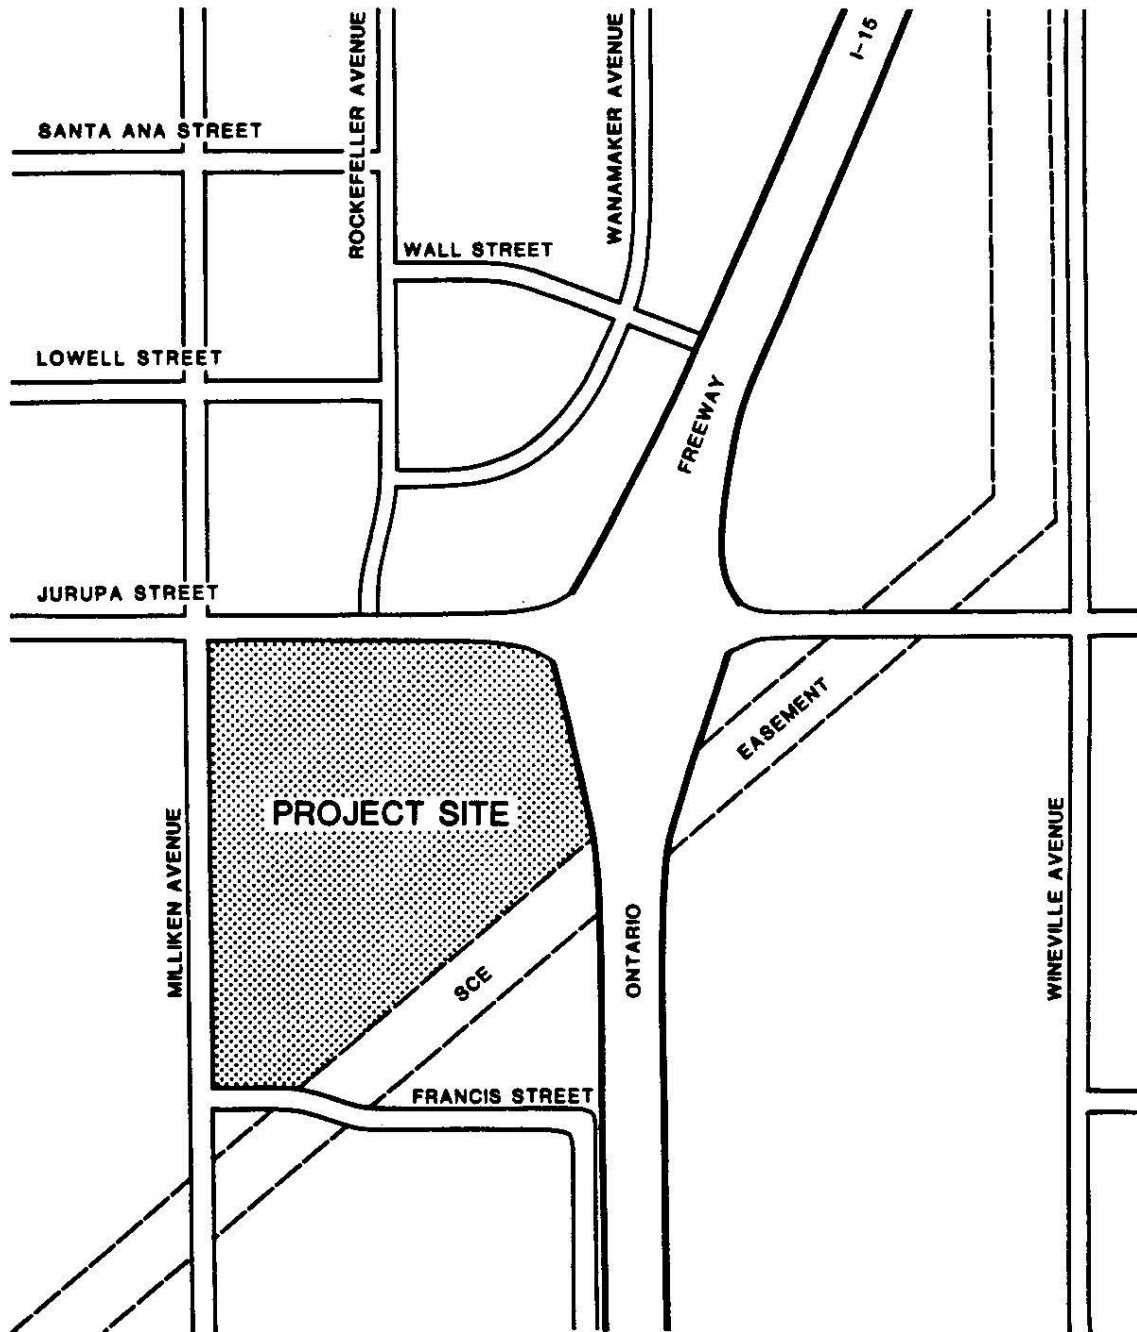 I-15
SANTA ANA STREET
ROCKEFELLER AVENUE
WANAMAKER AVENUE
WALL STREET
LOWELL STREET
FREEWAY
JURUPA STREET
EASEMENT
PROJECT SITE
MILLIKEN AVENUE
WINEVILLE AVENUE
SCE
ONTARIO
FRANCIS STREET